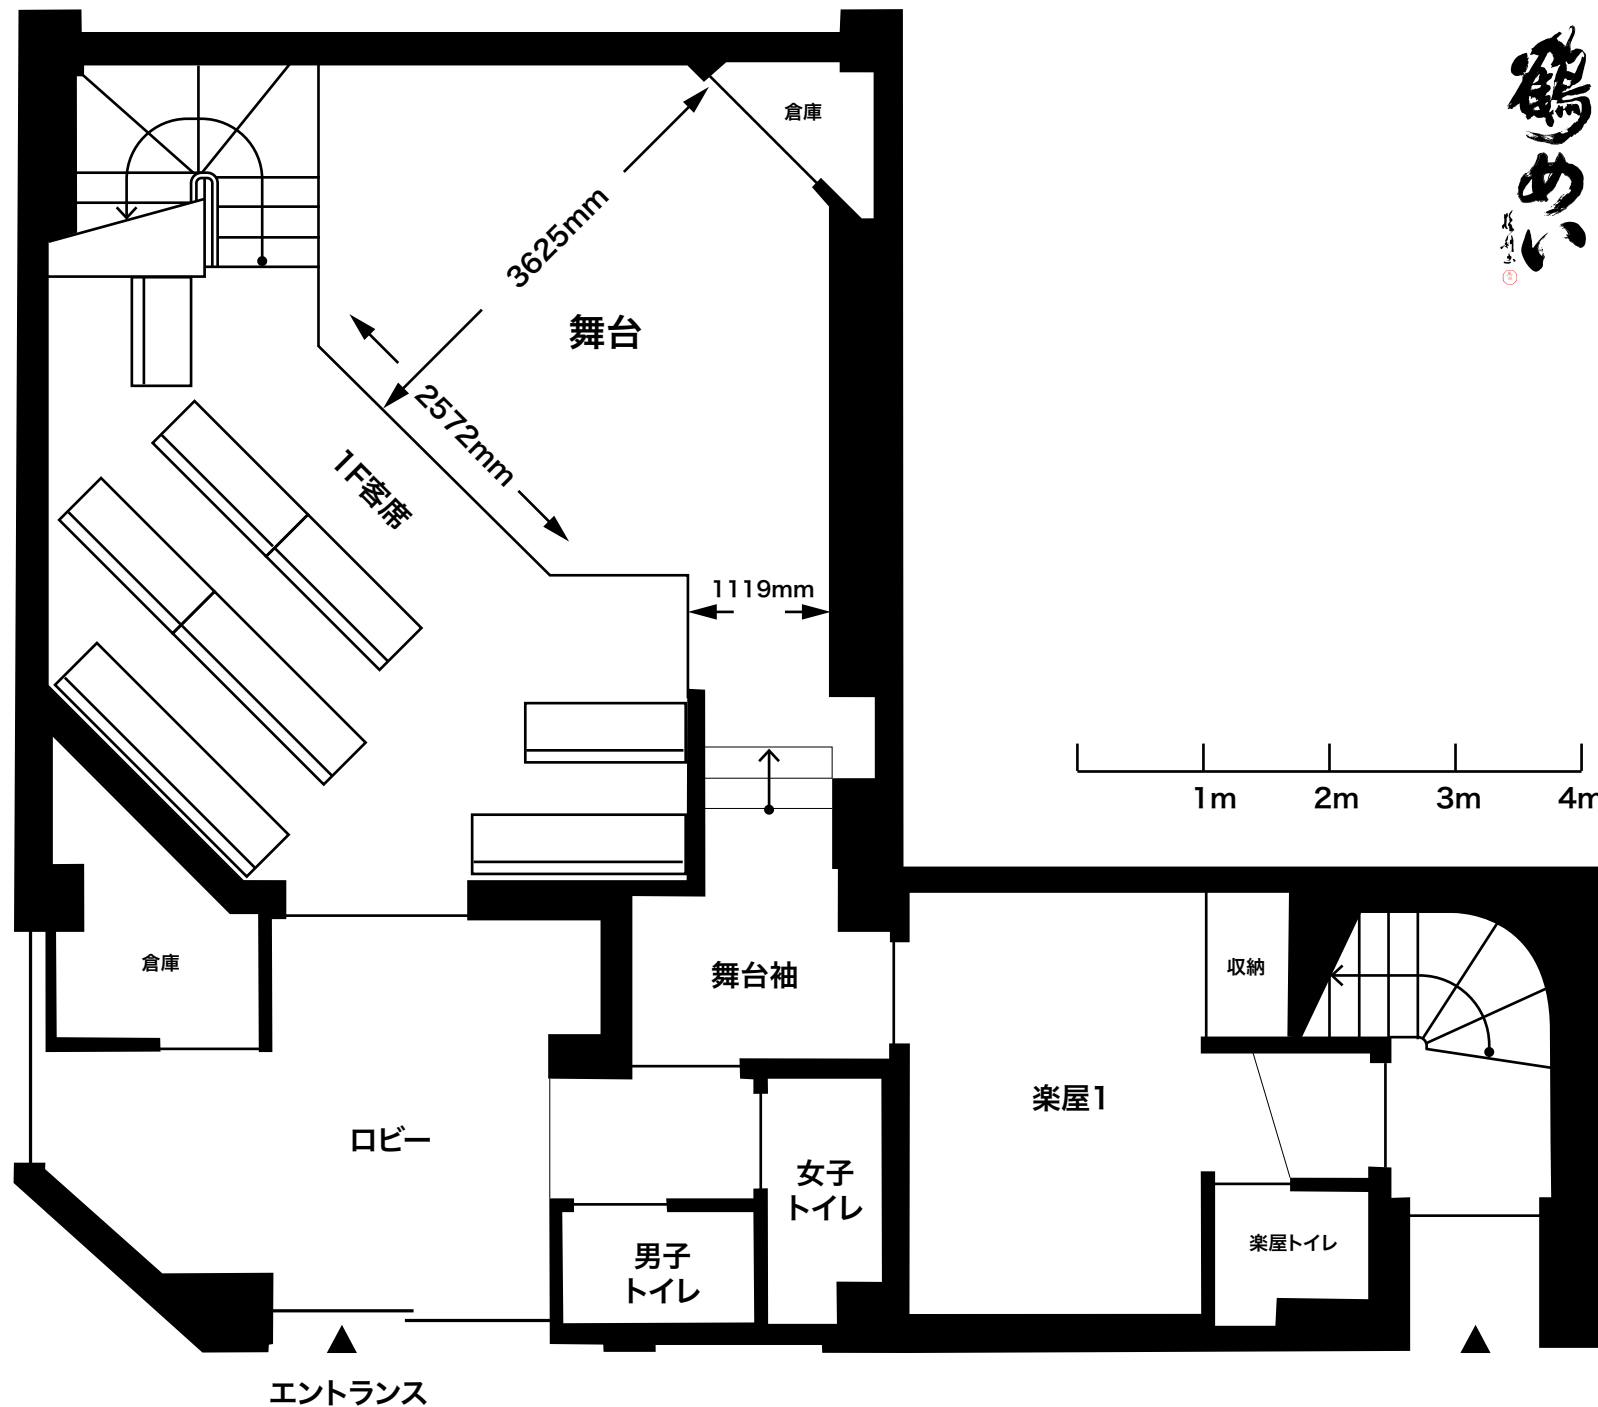 鶴
めい
倉庫
3625mm
舞台
2572mm
1F客席
1119mm
1m
2m
3m
4m
倉庫
舞台袖
収納
楽屋1
ロビー
女子
トイレ
楽屋トイレ
男子
トイレ
エントランス